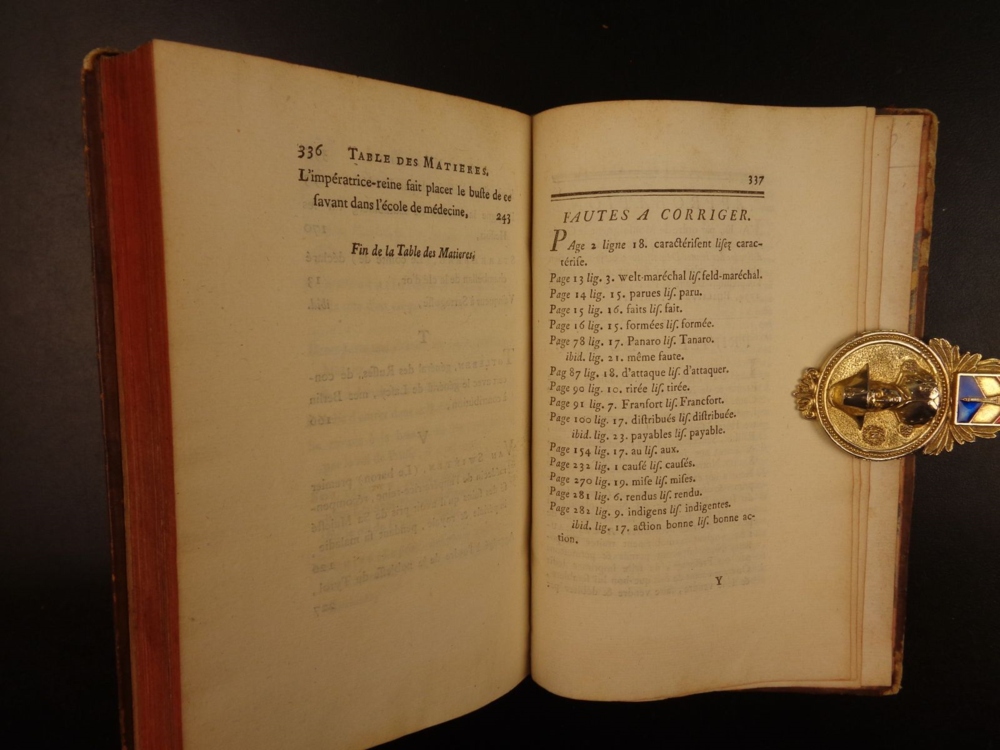 336 TABLE DES MATIERES.
L'impératrice-reine fait placer le buſte de ce
ſavant dans l'école de médecine, 243
Fin de la Table des Matieres;
337
FAUTES A CORRIGER.
PAge 2 ligne 18. caractériſent liſez carac-
tériſe.
Page 13 lig. 3. welt-maréchal liſ. feld-maréchal.
Page 14 lig. 15. parues liſ. paru.
Page 15 lig. 16. faits liſ. fait.
Page 16 lig. 15. formées liſ. formée.
Page 78 lig. 17. Panaro liſ. Tanaro.
ibid. lig. 21. même faute.
Pag 87 lig. 18. d'attaque liſ. d'attaquer.
Page 90 lig. 10. tirée liſ. tirée.
Page 91 lig. 7. Franfort liſ. Francfort.
Page 100 lig. 17. diſtribués liſ. diſtribuée.
ibid. lig. 23. payables liſ. payable.
Page 154 lig. 17. au liſ. aux.
Page 232 lig. 1 cauſé liſ. cauſés.
Page 270 lig. 19. miſe liſ. miſes.
Page 281 lig. 6. rendus liſ. rendu.
Page 282 lig. 9. indigens liſ. indigentes.
ibid. lig. 17. action bonne liſ. bonne ac-
tion.
Y